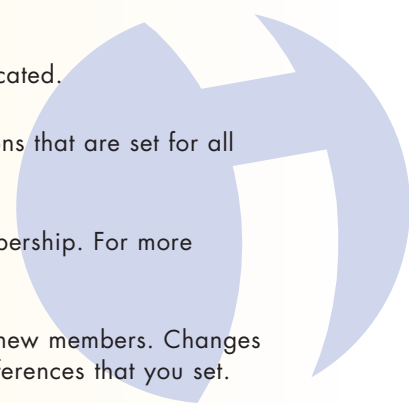 cated.
ns that are set for all
bership. For more
new members. Changes
ferences that you set.